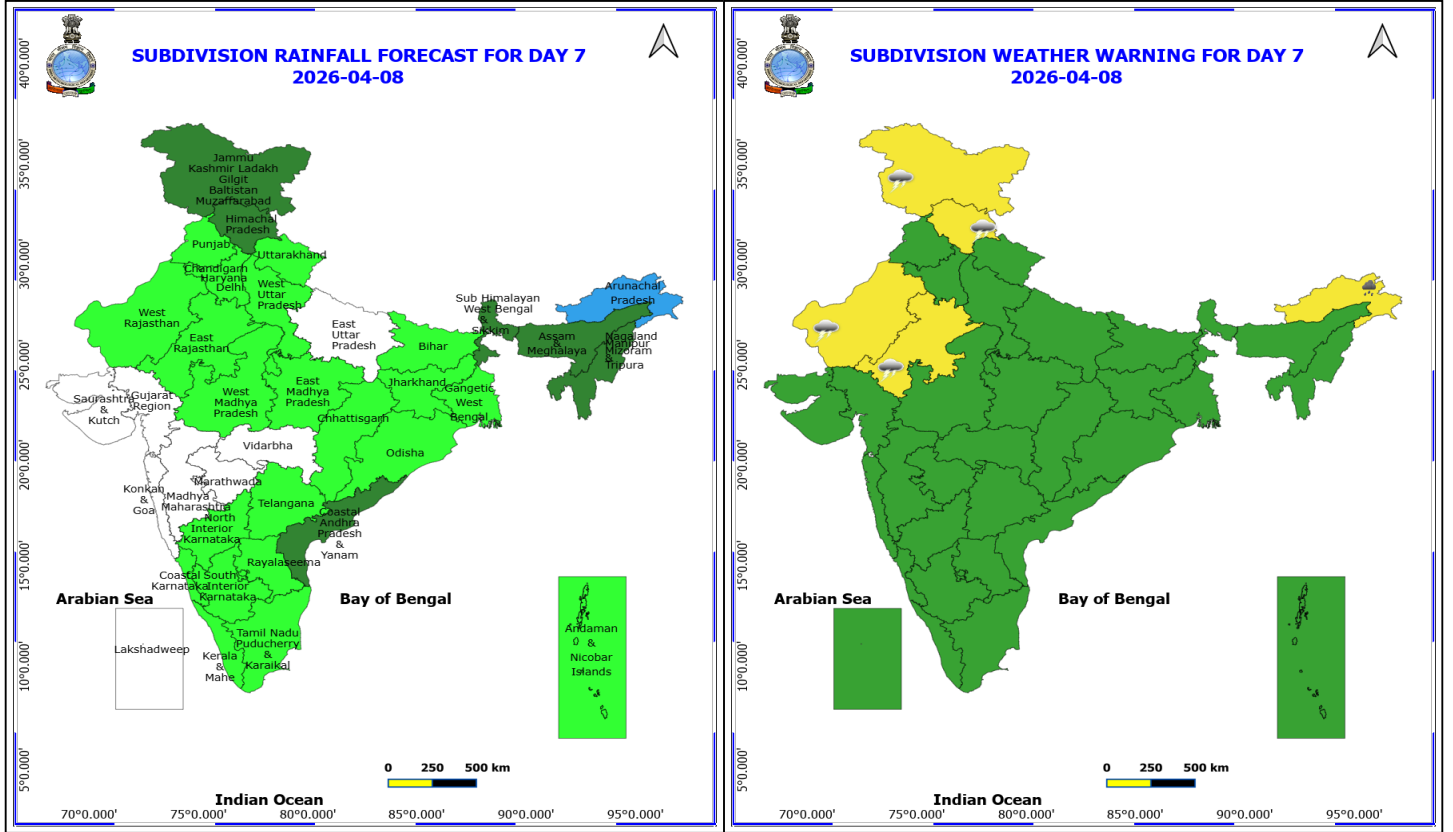 SUBDIVISION RAINFALL FORECAST FOR DAY 7
2026-04-08
40°0.000'
35°0.000'
30°0.000'
25°0.000'
20°0.000'
15°0.000'
10°0.000'
5°0.000'
Jammu
Kashmir Ladakh
Gilgit
Baltistan
Muzaffarabad
Himachal
Pradesh
Punjab
Uttarakhand
Chandigarh
Haryana
Delhi
West
Uttar
Pradesh
West
Rajasthan
East
Rajasthan
East
Uttar
Pradesh
Sub Himalayan
West Bengal
&
Sikkim
Arunachal
Pradesh
Assam
&
Meghalaya
Nagaland
Manipur
Mizoram
&
Tripura
Bihar
Jharkhand
Gangetic
West
Bengal
Saurashtra
&
Kutch
Gujarat
Region
West
Madhya
Pradesh
East
Madhya
Pradesh
Chhattisgarh
Odisha
Vidarbha
Marathwada
Konkan
&
Goa
Madhya
Maharashtra
Telangana
North
Interior
Karnataka
Coastal
Andhra
Pradesh
&
Yanam
Rayalaseema
Coastal
Karnataka
South
Interior
Karnataka
Arabian Sea
Bay of Bengal
Lakshadweep
Kerala
&
Mahe
Tamil Nadu
Puducherry
&
Karaikal
Andaman
&
Nicobar
Islands
0 250 500 km
Indian Ocean
70°0.000' 75°0.000' 80°0.000' 85°0.000' 90°0.000' 95°0.000'
SUBDIVISION WEATHER WARNING FOR DAY 7
2026-04-08
40°0.000'
35°0.000'
30°0.000'
25°0.000'
20°0.000'
15°0.000'
10°0.000'
5°0.000'
Arabian Sea
Bay of Bengal
0 250 500 km
Indian Ocean
70°0.000' 75°0.000' 80°0.000' 85°0.000' 90°0.000' 95°0.000'